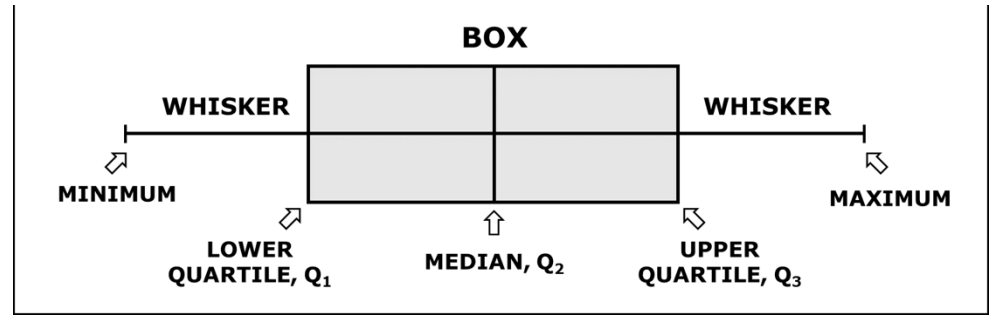 BOX
WHISKER
WHISKER
MINIMUM
MAXIMUM
LOWER
QUARTILE, Q₁
MEDIAN, Q₂
UPPER
QUARTILE, Q₃